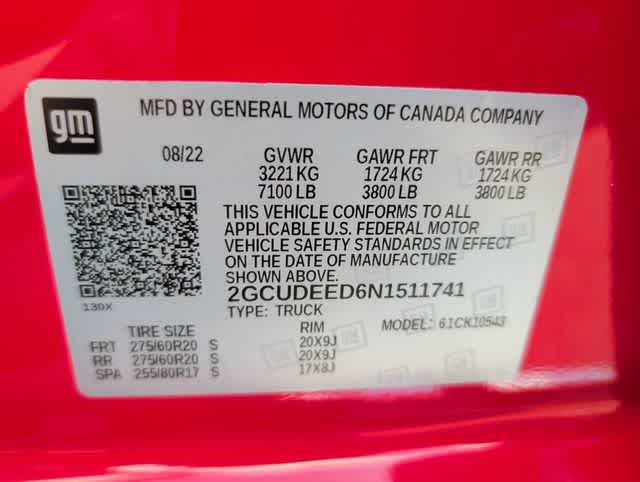 gm
MFD BY GENERAL MOTORS OF CANADA COMPANY
08/22 GVWR GAWR FRT GAWR RR
3221 KG 1724 KG 1724 KG
7100 LB 3800 LB 3800 LB
THIS VEHICLE CONFORMS TO ALL
APPLICABLE U.S. FEDERAL MOTOR
VEHICLE SAFETY STANDARDS IN EFFECT
ON THE DATE OF MANUFACTURE
SHOWN ABOVE.
2GCUDEED6N1511741
130X
TYPE: TRUCK MODEL: 61CK10543
TIRE SIZE RIM
FRT 275/60R20 S 20X9J
RR 275/60R20 S 20X9J
SPA 255/80R17 S 17X8J